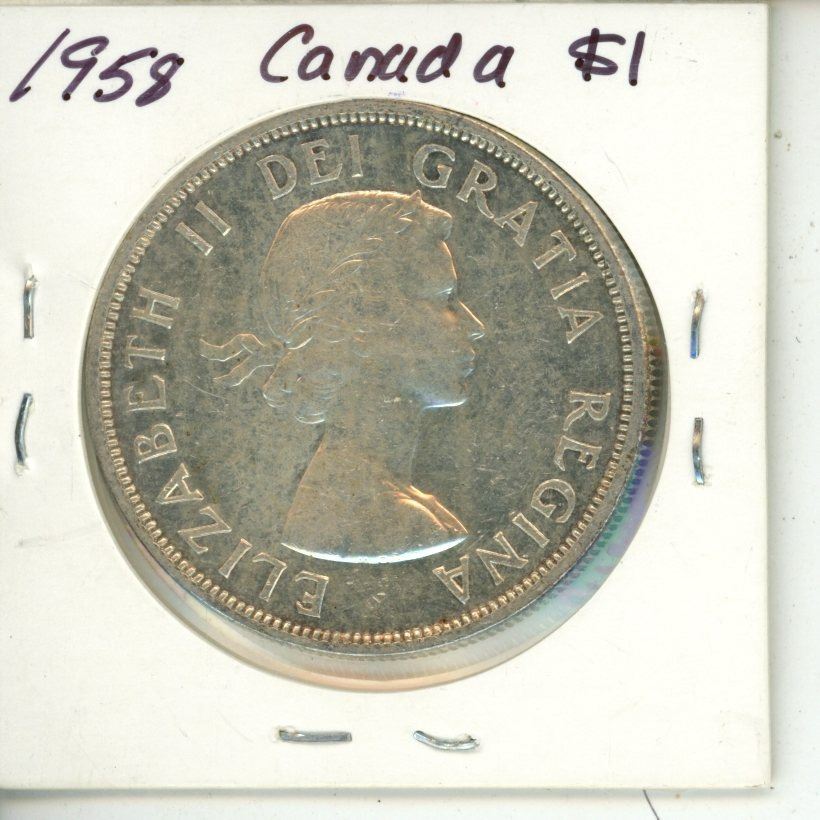 1958 Canada $1
ELIZABETH II DEI GRATIA REGINA